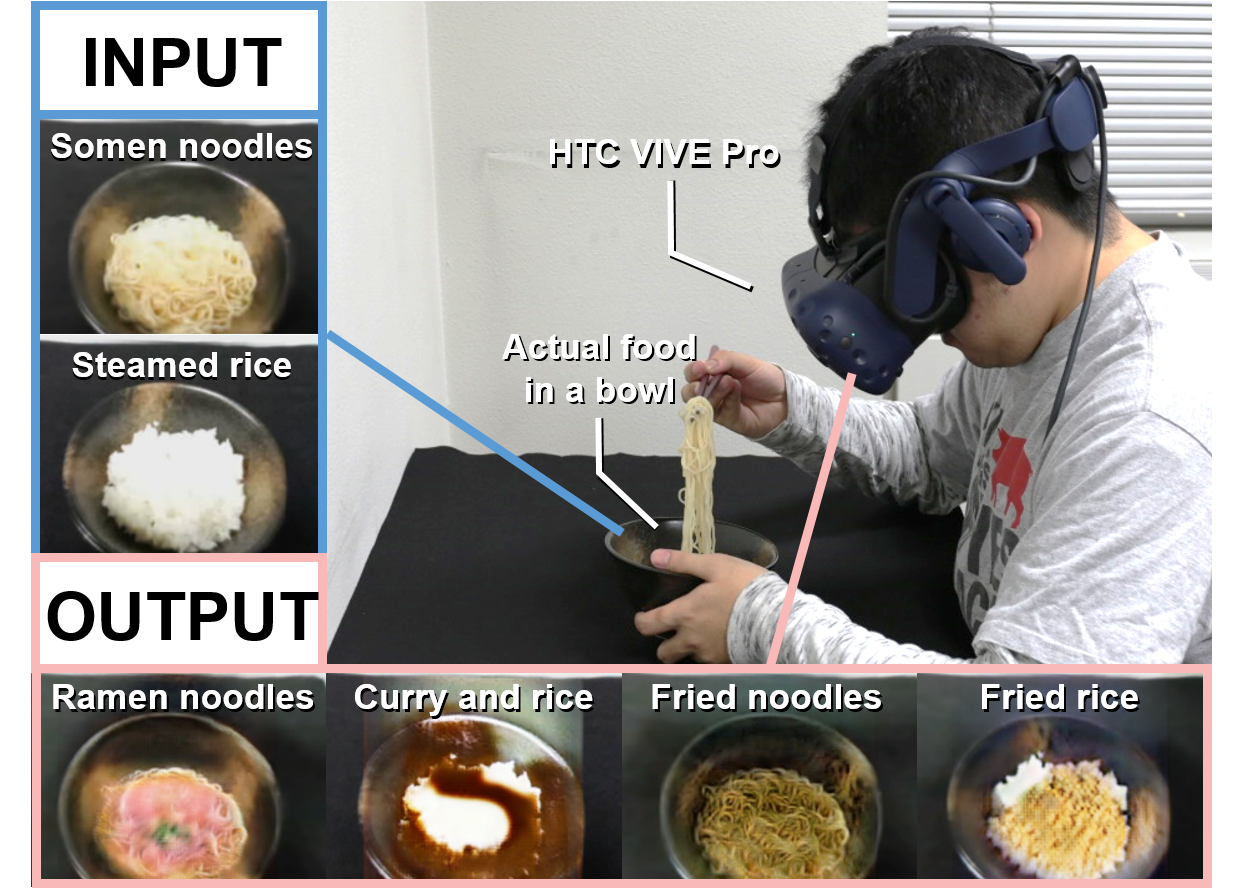 INPUT
Somen noodles
Steamed rice
HTC VIVE Pro
Actual food
in a bowl
OUTPUT
Ramen noodles
Curry and rice
Fried noodles
Fried rice